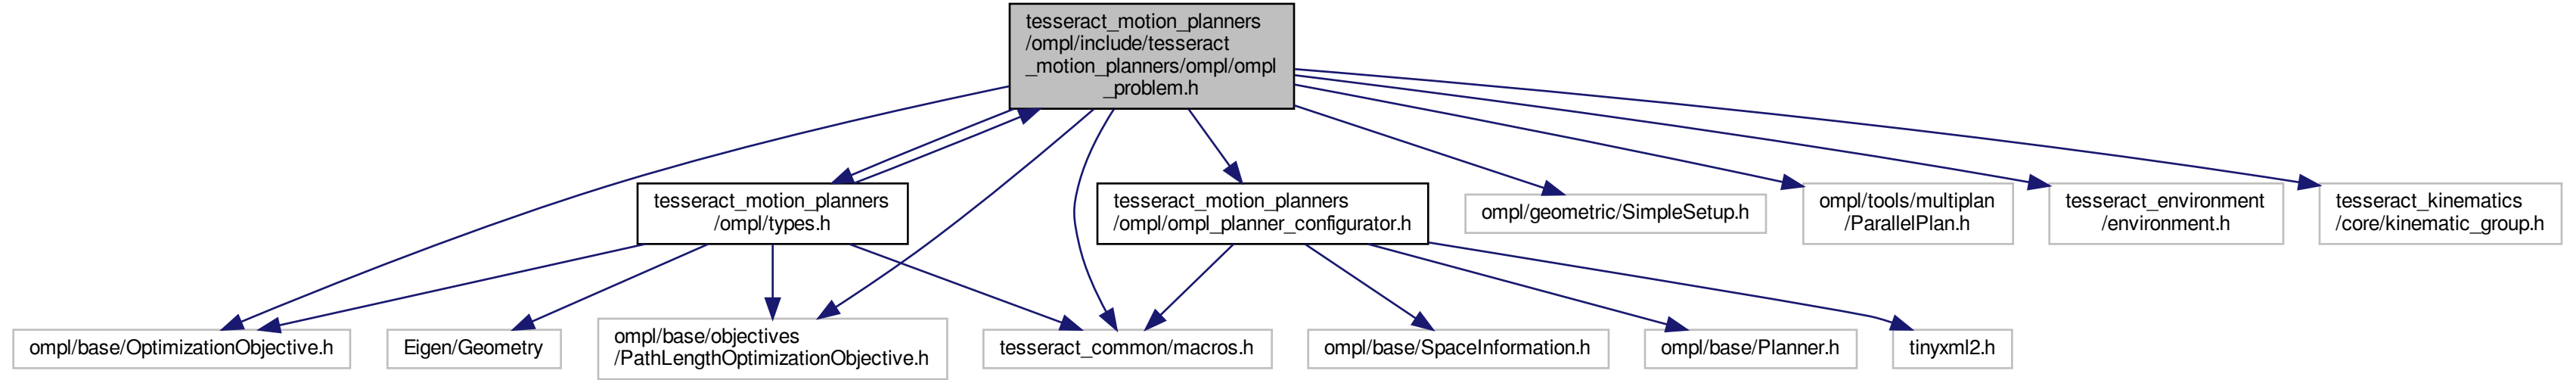 tesseract_motion_planners
/ompl/include/tesseract
_motion_planners/ompl/ompl
_problem.h
tesseract_motion_planners
/ompl/types.h
tesseract_motion_planners
/ompl/ompl_planner_configurator.h
ompl/geometric/SimpleSetup.h
ompl/tools/multiplan
/ParallelPlan.h
tesseract_environment
/environment.h
tesseract_kinematics
/core/kinematic_group.h
ompl/base/OptimizationObjective.h
Eigen/Geometry
ompl/base/objectives
/PathLengthOptimizationObjective.h
tesseract_common/macros.h
ompl/base/SpaceInformation.h
ompl/base/Planner.h
tinyxml2.h